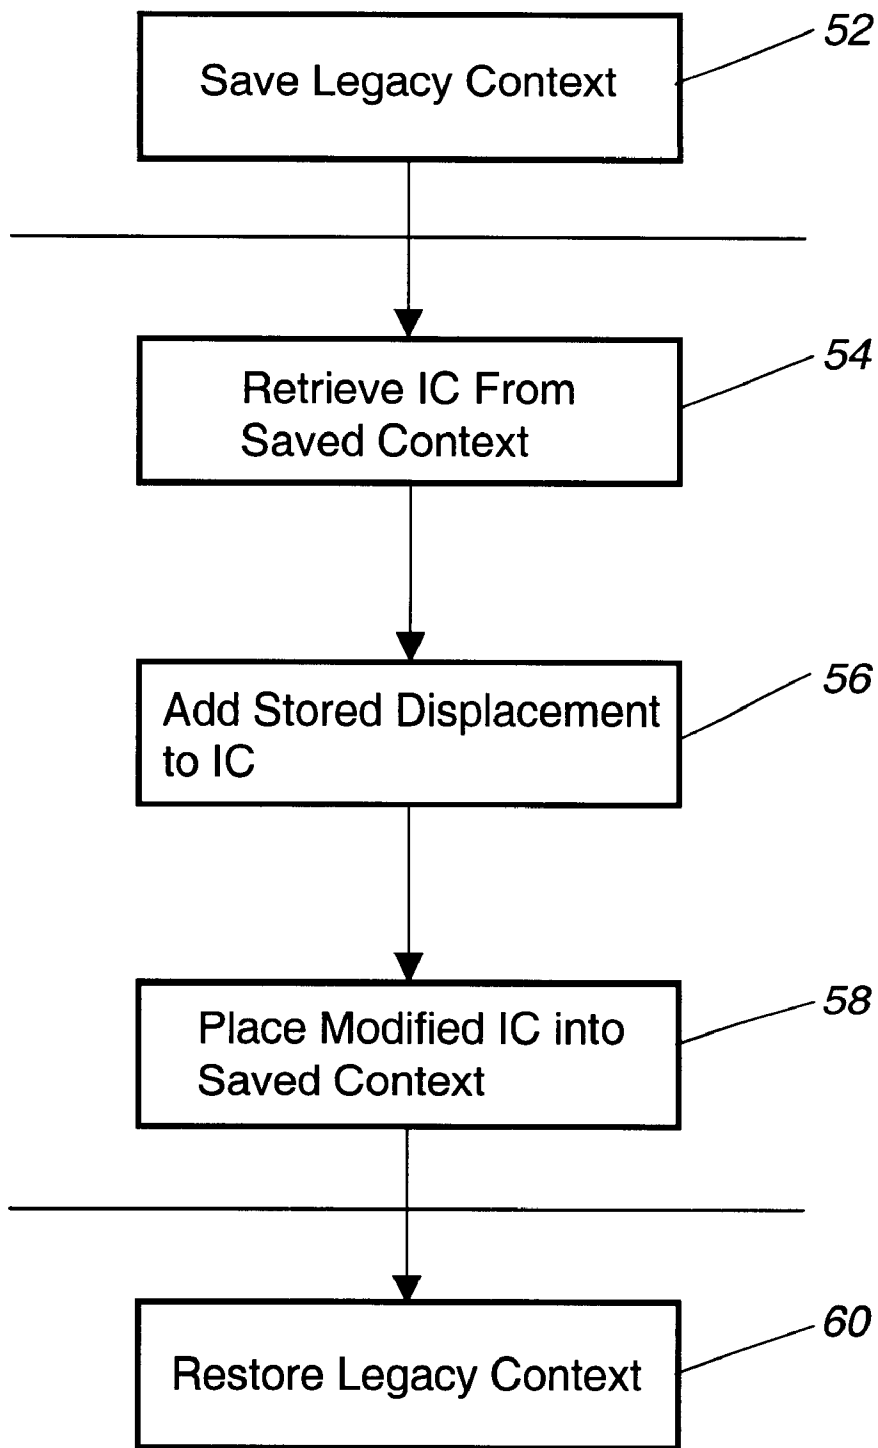 52
Save Legacy Context
54
Retrieve IC From
Saved Context
56
Add Stored Displacement
to IC
58
Place Modified IC into
Saved Context
60
Restore Legacy Context